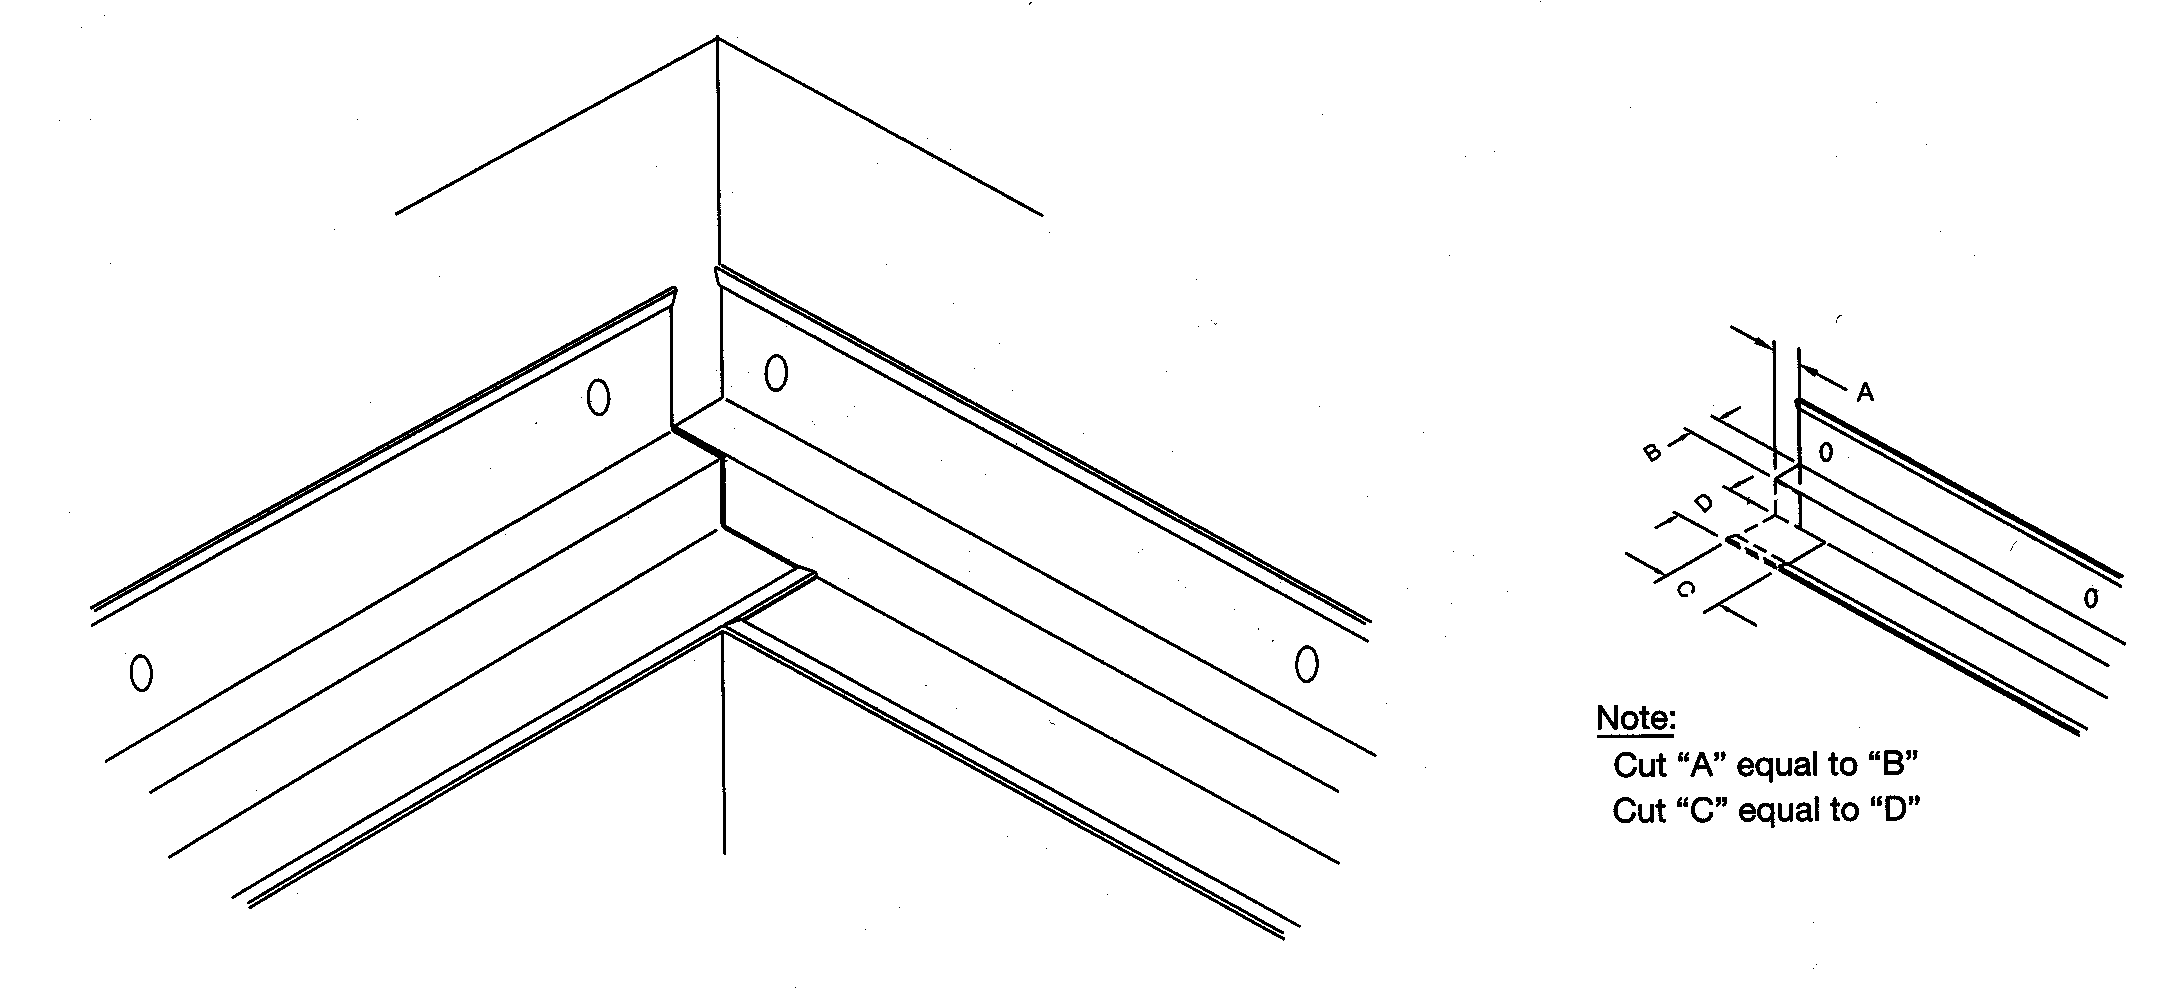 A
B
D
C
Note:
Cut “A” equal to “B”
Cut “C” equal to “D”